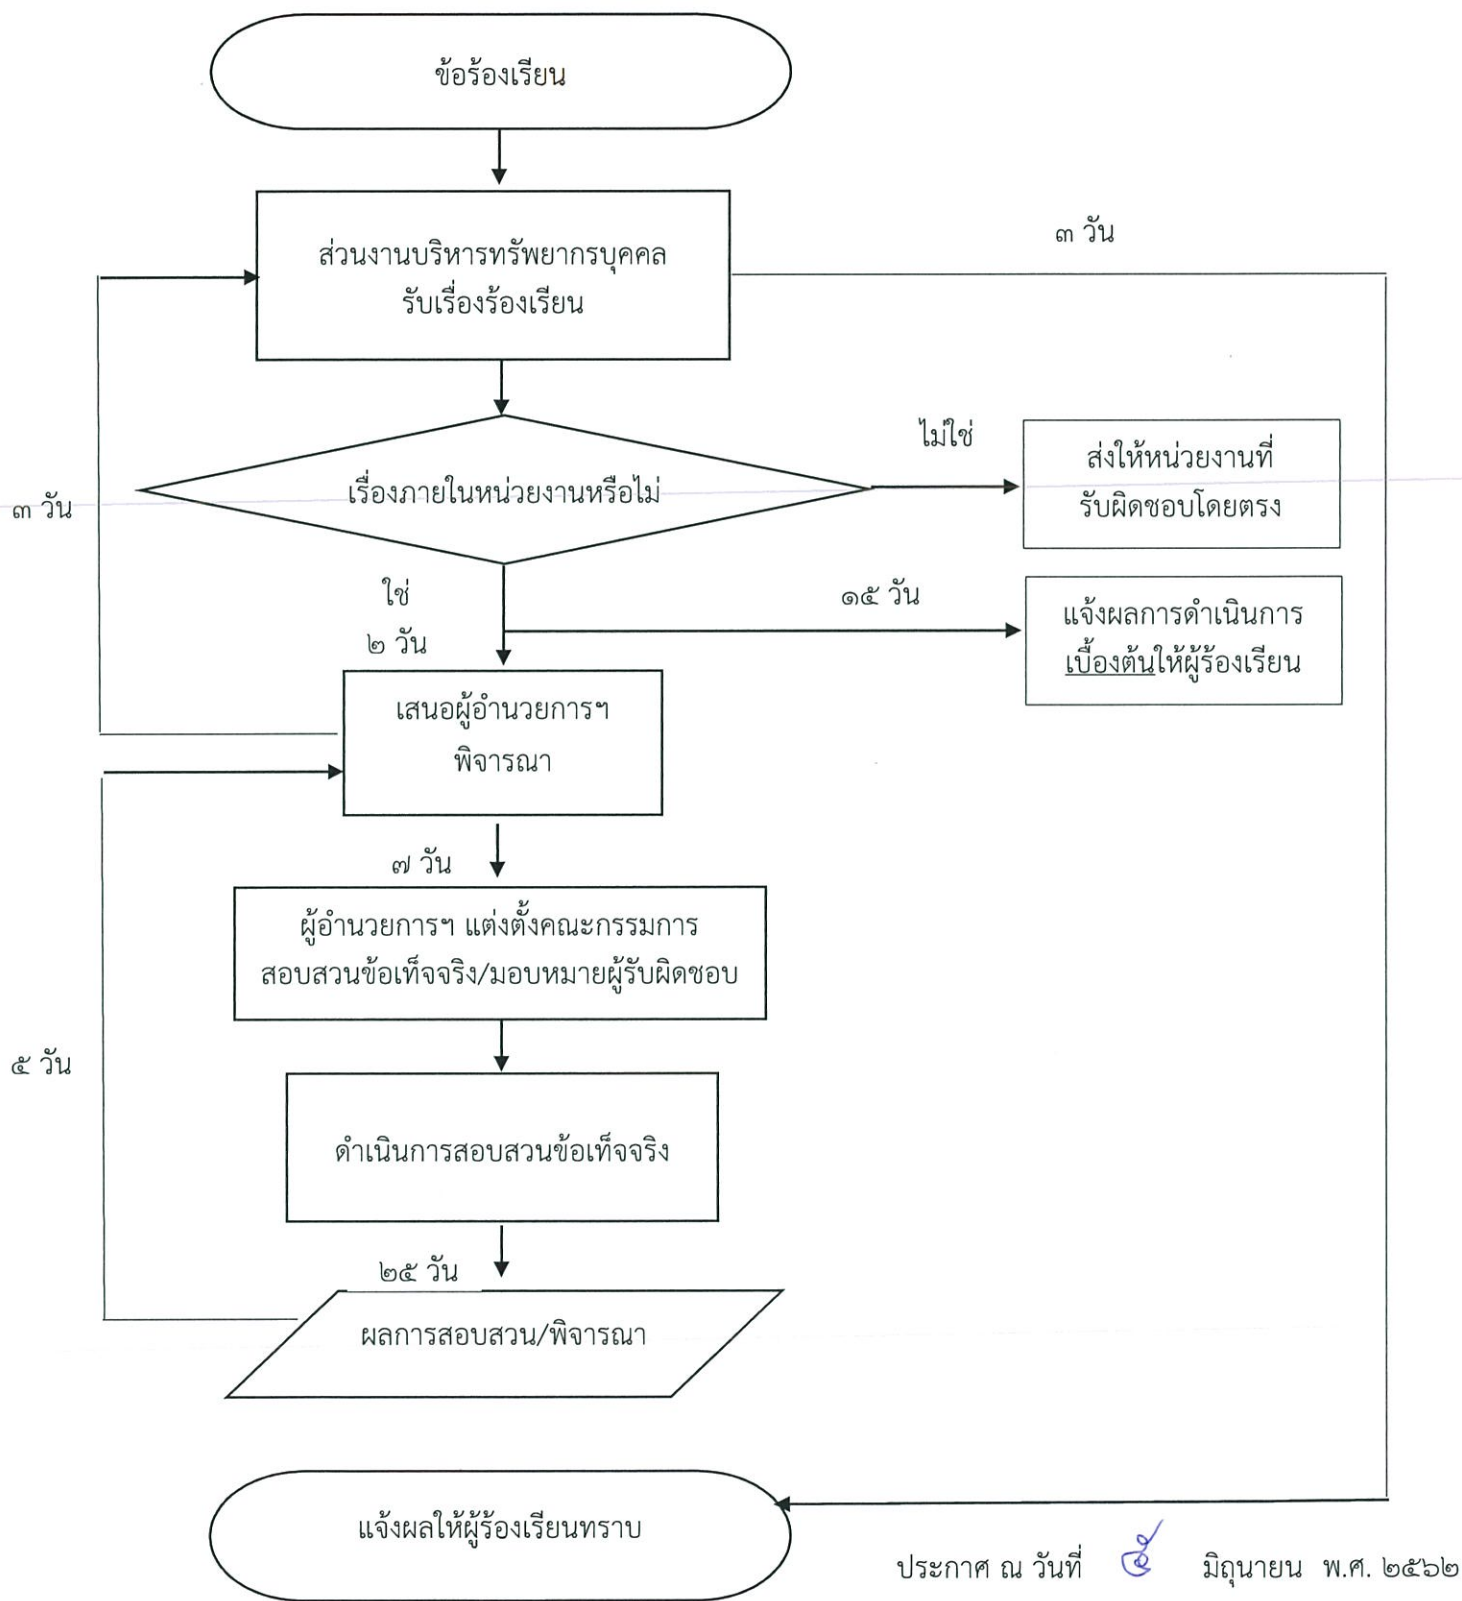 ข้อร้องเรียน
ส่วนงานบริหารทรัพยากรบุคคล
รับเรื่องร้องเรียน
๓ วัน
เรื่องภายในหน่วยงานหรือไม่
ไม่ใช่
ส่งให้หน่วยงานที่
รับผิดชอบโดยตรง
๓ วัน
ใช่
๒ วัน
๑๕ วัน
แจ้งผลการดำเนินการ
เบื้องต้นให้ผู้ร้องเรียน
เสนอผู้อำนวยการฯ
พิจารณา
๗ วัน
ผู้อำนวยการฯ แต่งตั้งคณะกรรมการ
สอบสวนข้อเท็จจริง/มอบหมายผู้รับผิดชอบ
๕ วัน
ดำเนินการสอบสวนข้อเท็จจริง
๒๕ วัน
ผลการสอบสวน/พิจารณา
แจ้งผลให้ผู้ร้องเรียนทราบ
ประกาศ ณ วันที่ มิถุนายน พ.ศ. ๒๕๖๒